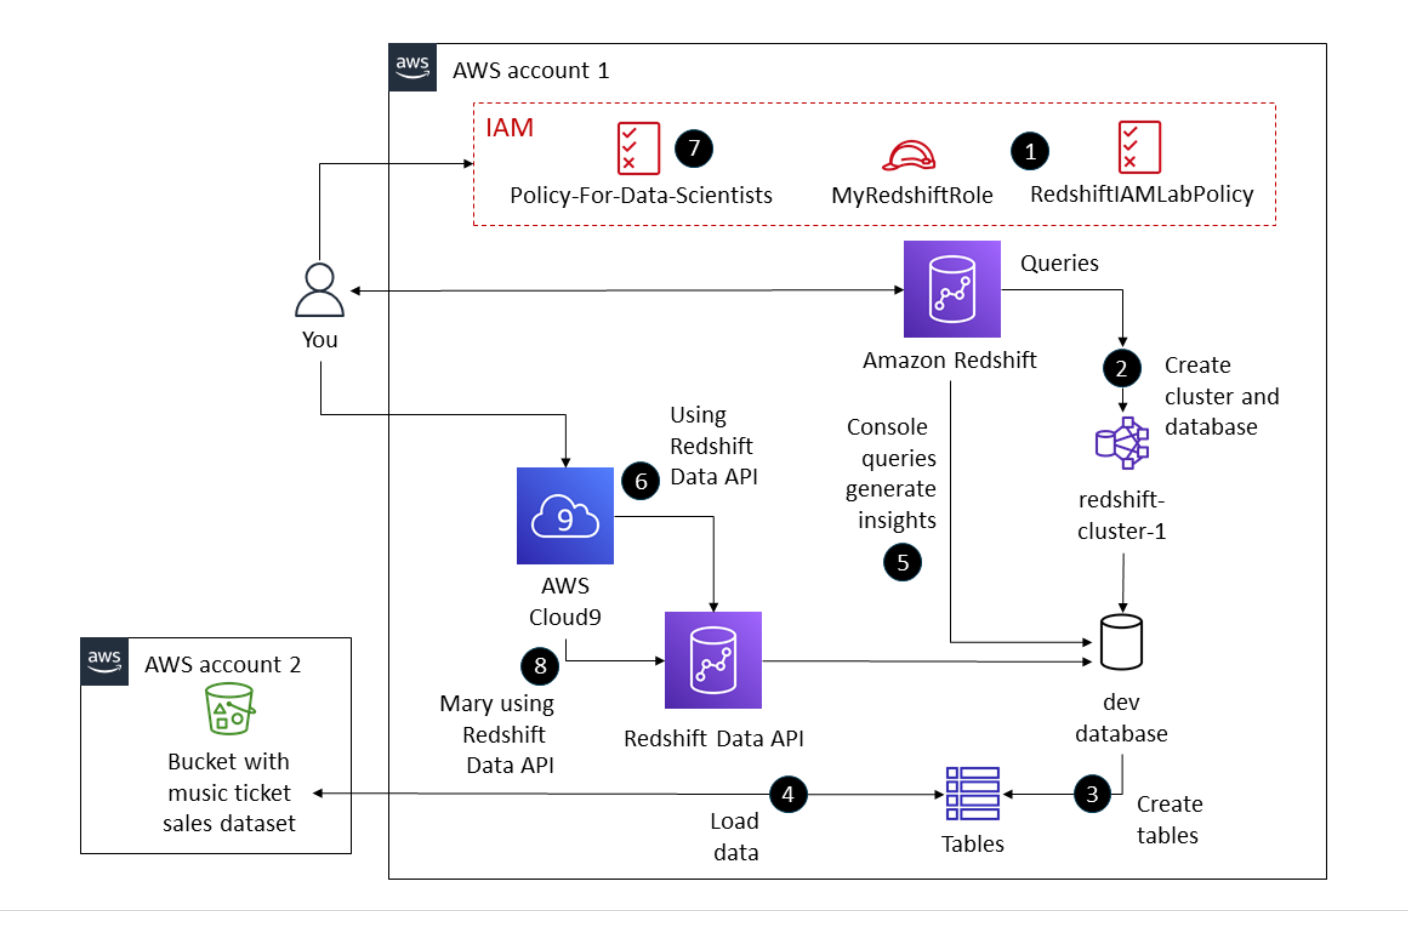 aws
AWS account 1
IAM
7
1
Policy-For-Data-Scientists
MyRedshiftRole
RedshiftIAMLabPolicy
Queries
You
Amazon Redshift
2
Create
cluster and
database
Using
Redshift
Data API
6
Console
queries
generate
insights
5
9
redshift-
cluster-1
AWS
Cloud9
8
Mary using
Redshift
Data API
Redshift Data API
dev
database
aws
AWS account 2
Bucket with
music ticket
sales dataset
4
Load
data
Tables
3
Create
tables